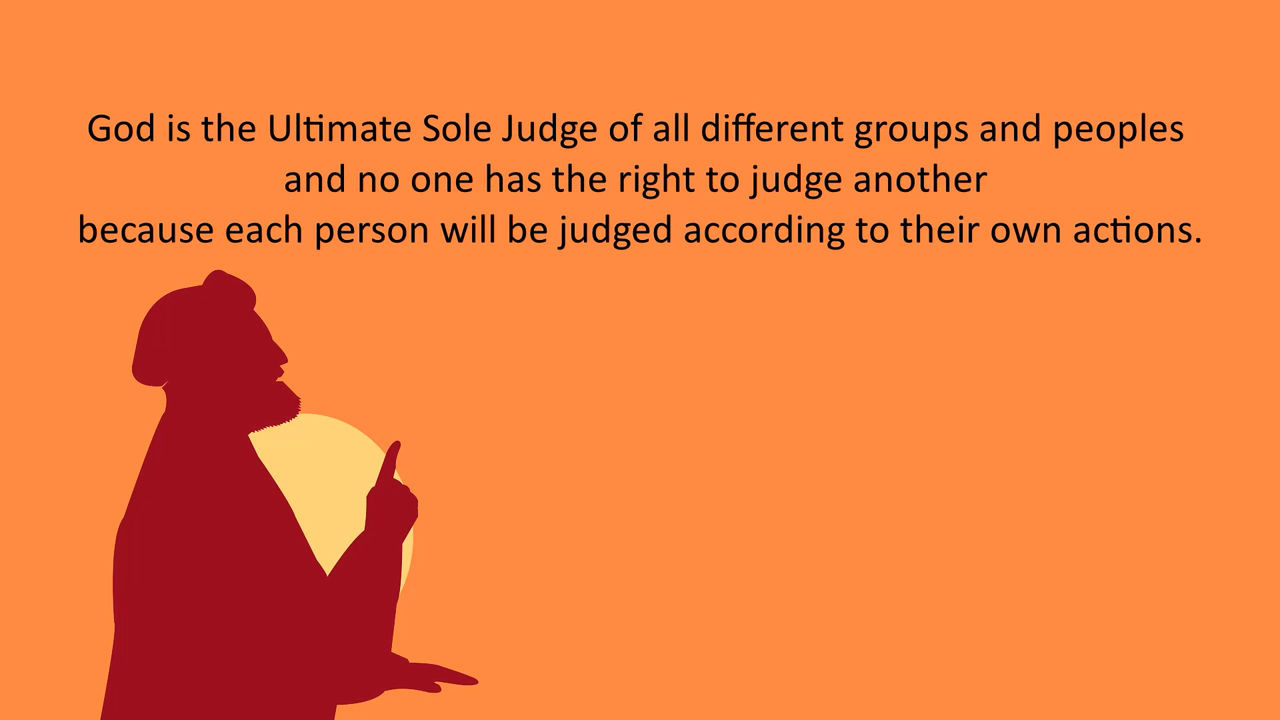 God is the Ultimate Sole Judge of all different groups and peoples
and no one has the right to judge another
because each person will be judged according to their own actions.